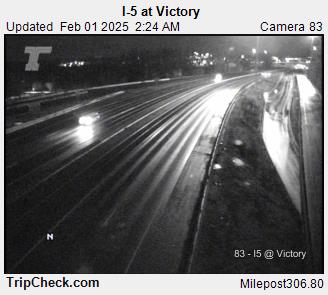 I-5 at Victory
Updated Feb 01 2025 2:24 AM Camera 83
T
N
83 - I5 @ Victory
TripCheck.com Milepost306.80